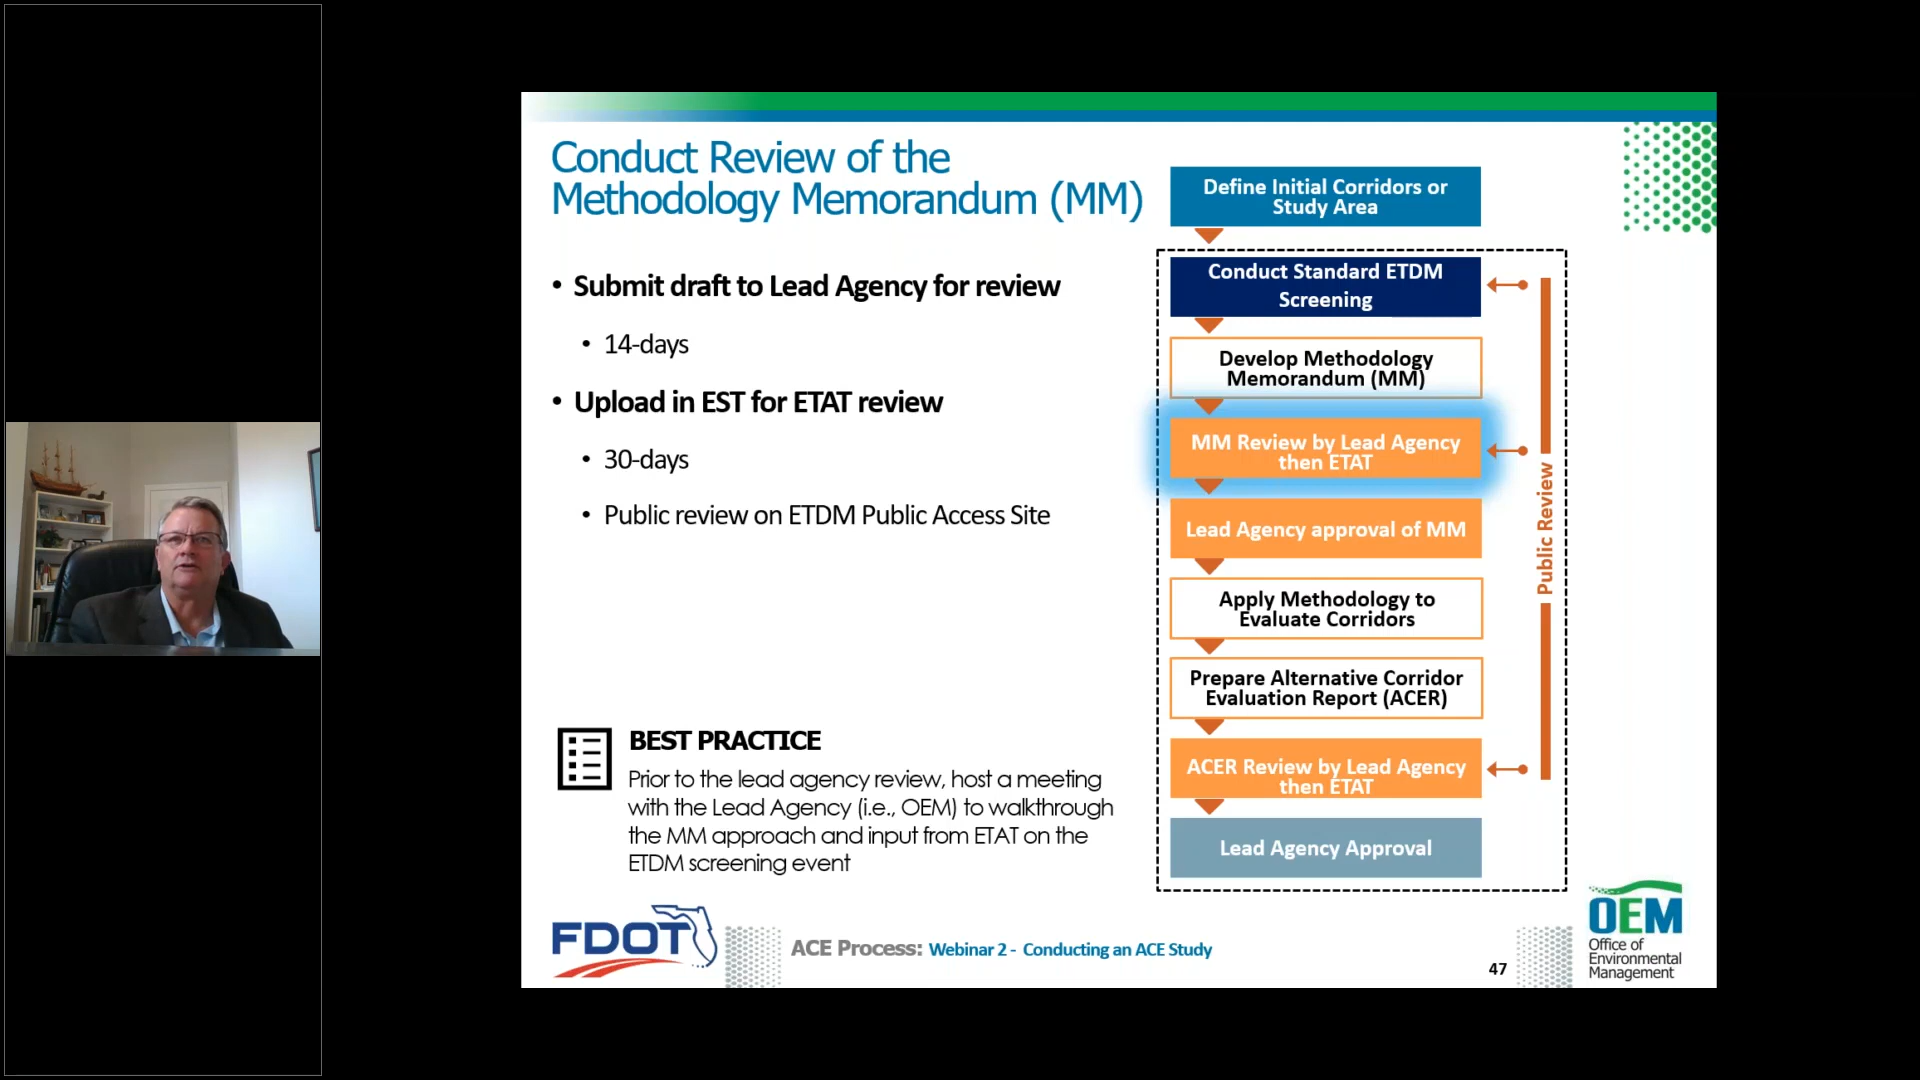 Conduct Review of the
Methodology Memorandum (MM)
• Submit draft to Lead Agency for review
• 14-days
• Upload in EST for ETAT review
• 30-days
• Public review on ETDM Public Access Site
BEST PRACTICE
Prior to the lead agency review, host a meeting
with the Lead Agency (i.e., OEM) to walkthrough
the MM approach and input from ETAT on the
ETDM screening event
Define Initial Corridors or
Study Area
Conduct Standard ETDM
Screening
Develop Methodology
Memorandum (MM)
MM Review by Lead Agency
then ETAT
Lead Agency approval of MM
Apply Methodology to
Evaluate Corridors
Prepare Alternative Corridor
Evaluation Report (ACER)
ACER Review by Lead Agency
then ETAT
Lead Agency Approval
Public Review
FDOT
ACE Process: Webinar 2 - Conducting an ACE Study
47
OEM
Office of
Environmental
Management